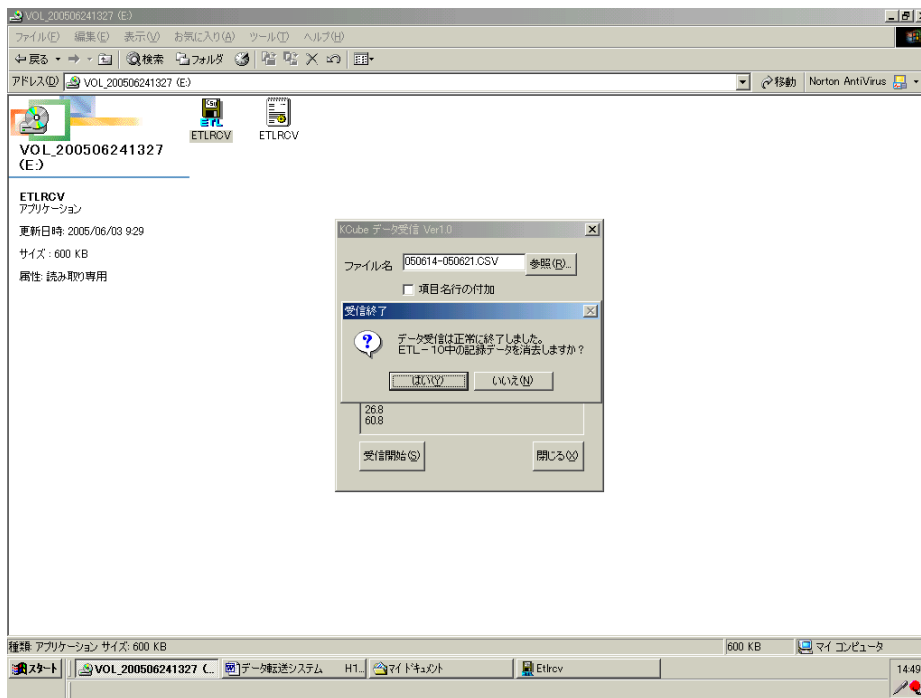 VOL_200506241327 (E:)
ファイル(F) 編集(E) 表示(V) お気に入り(A) ツール(T) ヘルプ(H)
戻る 検索 フォルダ
アドレス(D) VOL_200506241327 (E:) 移動 Norton AntiVirus
ETLRCV ETLRCV
VOL_200506241327
(E:)
ETLRCV
アプリケーション
更新日時: 2005/06/03 9:29
サイズ : 600 KB
属性: 読み取り専用
KCube データ受信 Ver1.0
ファイル名 050614-050621.CSV 参照(R)...
項目名行の付加
受信終了
データ受信は正常に終了しました。
ETL-10中の記録データを消去しますか?
はい(Y) いいえ(N)
26.8
60.8
受信開始(S) 閉じる(X)
種類: アプリケーション サイズ: 600 KB 600 KB マイ コンピュータ
スタート VOL_200506241327 (... データ転送システム H1... マイ ドキュメント Etlrcv 14:49